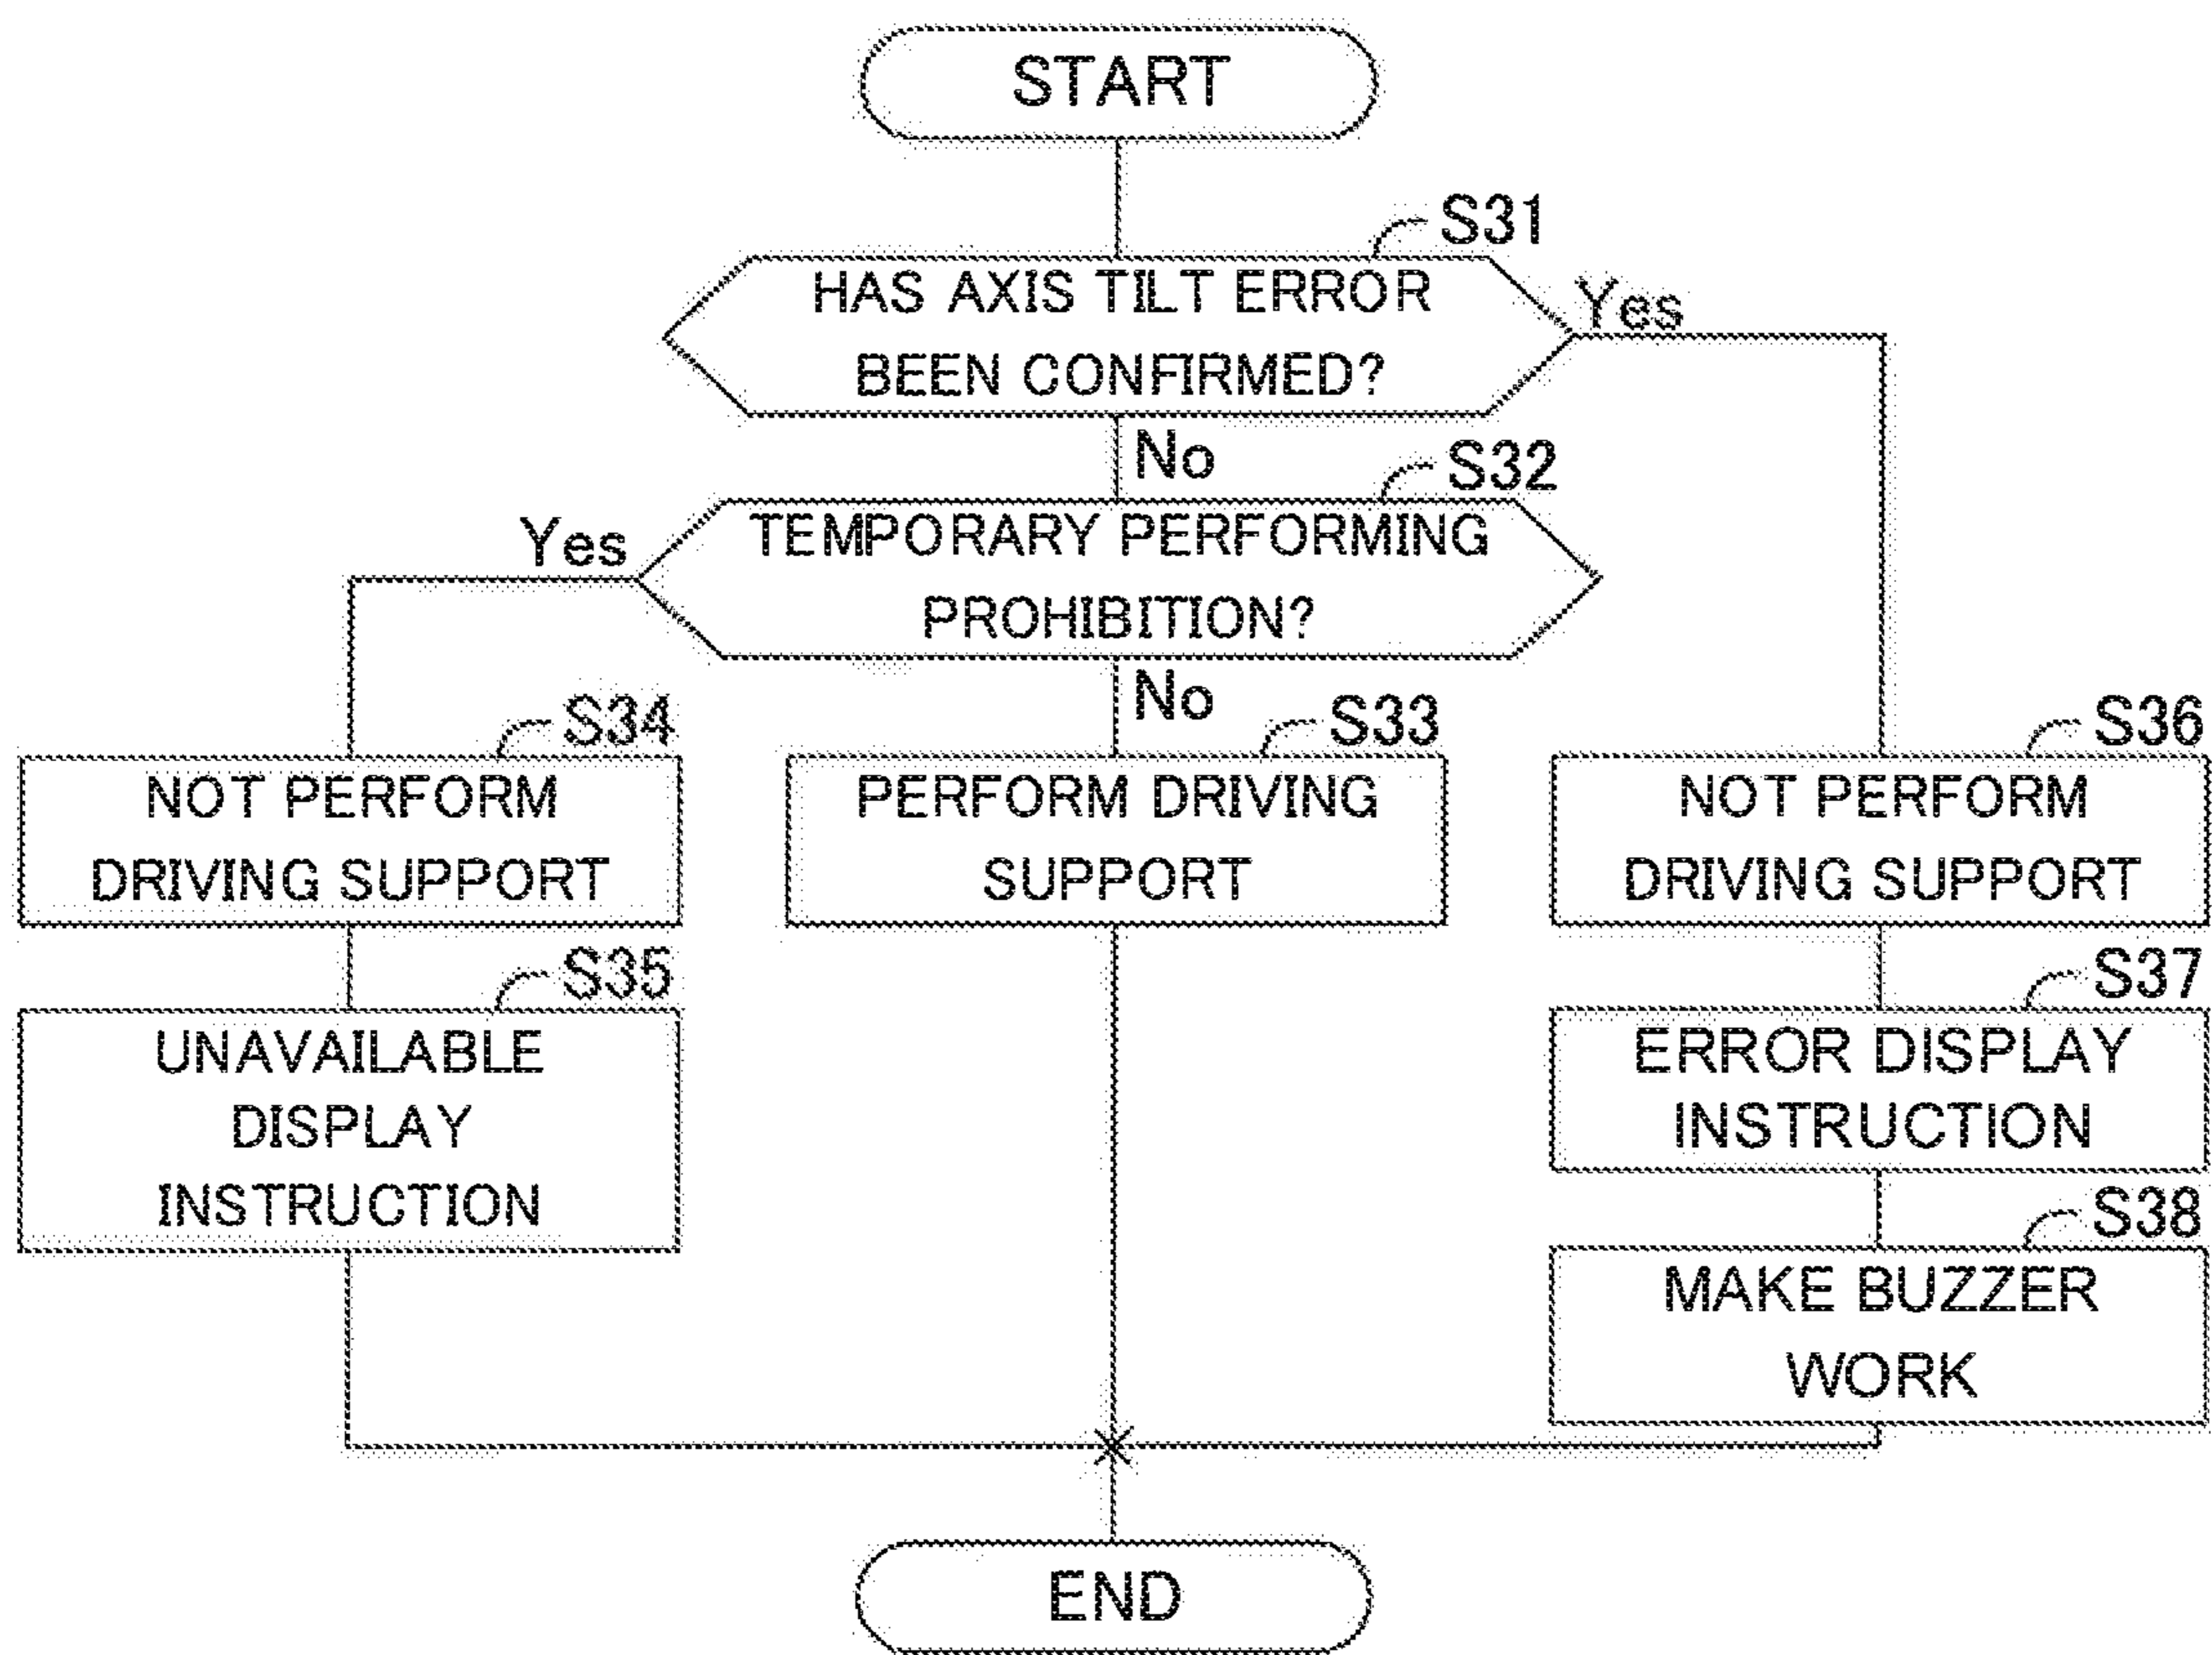 START
S31
HAS AXIS TILT ERROR
BEEN CONFIRMED?
Yes
No
S32
TEMPORARY PERFORMING
PROHIBITION?
Yes
No
S34
NOT PERFORM
DRIVING SUPPORT
S33
PERFORM DRIVING
SUPPORT
S36
NOT PERFORM
DRIVING SUPPORT
S35
UNAVAILABLE
DISPLAY
INSTRUCTION
S37
ERROR DISPLAY
INSTRUCTION
S38
MAKE BUZZER
WORK
END